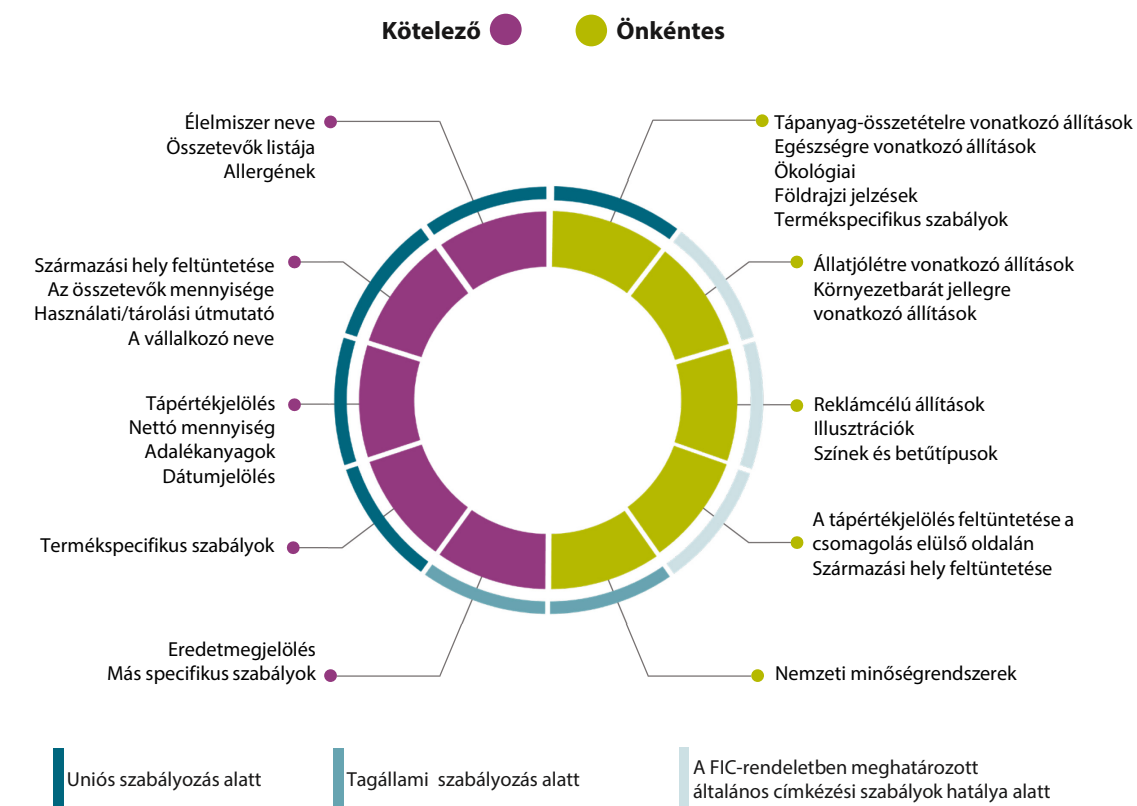 Kötelező
Önkéntes
Élelmiszer neve
Összetevők listája
Allergének
Származási hely feltüntetése
Az összetevők mennyisége
Használati/tárolási útmutató
A vállalkozó neve
Tápértékjelölés
Nettó mennyiség
Adalékanyagok
Dátumjelölés
Termékspecifikus szabályok
Eredetmegjelölés
Más specifikus szabályok
Tápanyag-összetételre vonatkozó állítások
Egészségre vonatkozó állítások
Ökológiai
Földrajzi jelzések
Termékspecifikus szabályok
Állatjólétre vonatkozó állítások
Környezetbarát jellegre
vonatkozó állítások
Reklámcélú állítások
Illusztrációk
Színek és betűtípusok
A tápértékjelölés feltüntetése a
csomagolás elülső oldalán
Származási hely feltüntetése
Nemzeti minőségrendszerek
Uniós szabályozás alatt
Tagállami szabályozás alatt
A FIC-rendeletben meghatározott
általános címkézési szabályok hatálya alatt